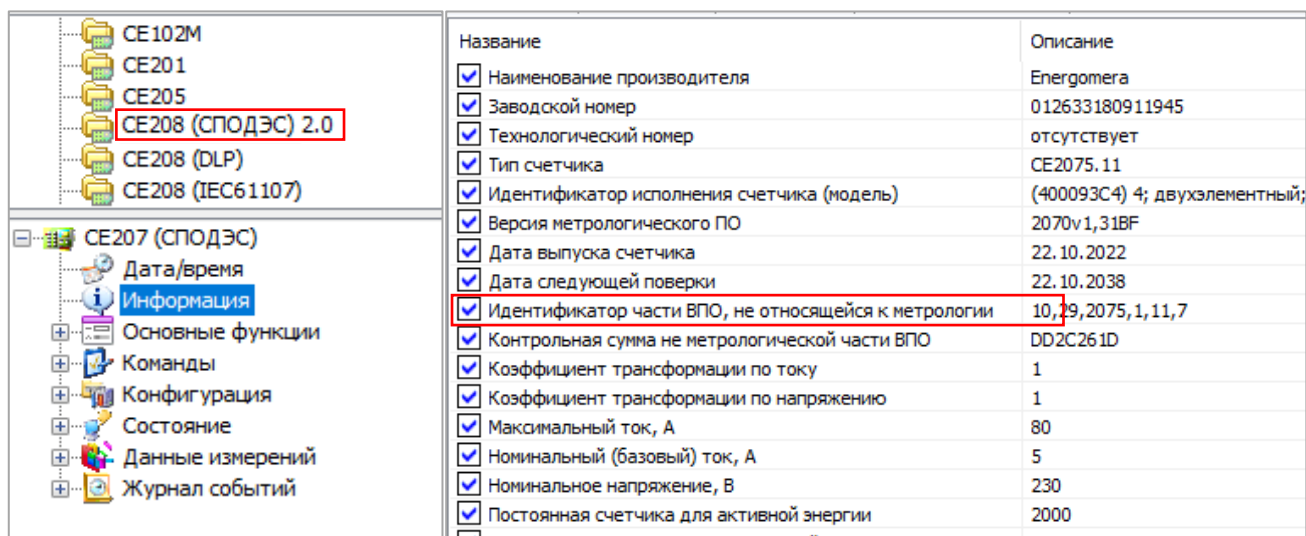 CE102M
CE201
CE205
CE208 (СПОДЭС) 2.0
CE208 (DLP)
CE208 (IEC61107)
CE207 (СПОДЭС)
Дата/время
Информация
Основные функции
Команды
Конфигурация
Состояние
Данные измерений
Журнал событий
Название Описание
Наименование производителя Energomera
Заводской номер 012633180911945
Технологический номер отсутствует
Тип счетчика CE2075.11
Идентификатор исполнения счетчика (модель) (400093C4) 4; двухэлементный;
Версия метрологического ПО 2070v1,31BF
Дата выпуска счетчика 22.10.2022
Дата следующей поверки 22.10.2038
Идентификатор части ВПО, не относящейся к метрологии 10,29,2075,1,11,7
Контрольная сумма не метрологической части ВПО DD2C261D
Коэффициент трансформации по току 1
Коэффициент трансформации по напряжению 1
Максимальный ток, А 80
Номинальный (базовый) ток, А 5
Номинальное напряжение, В 230
Постоянная счетчика для активной энергии 2000